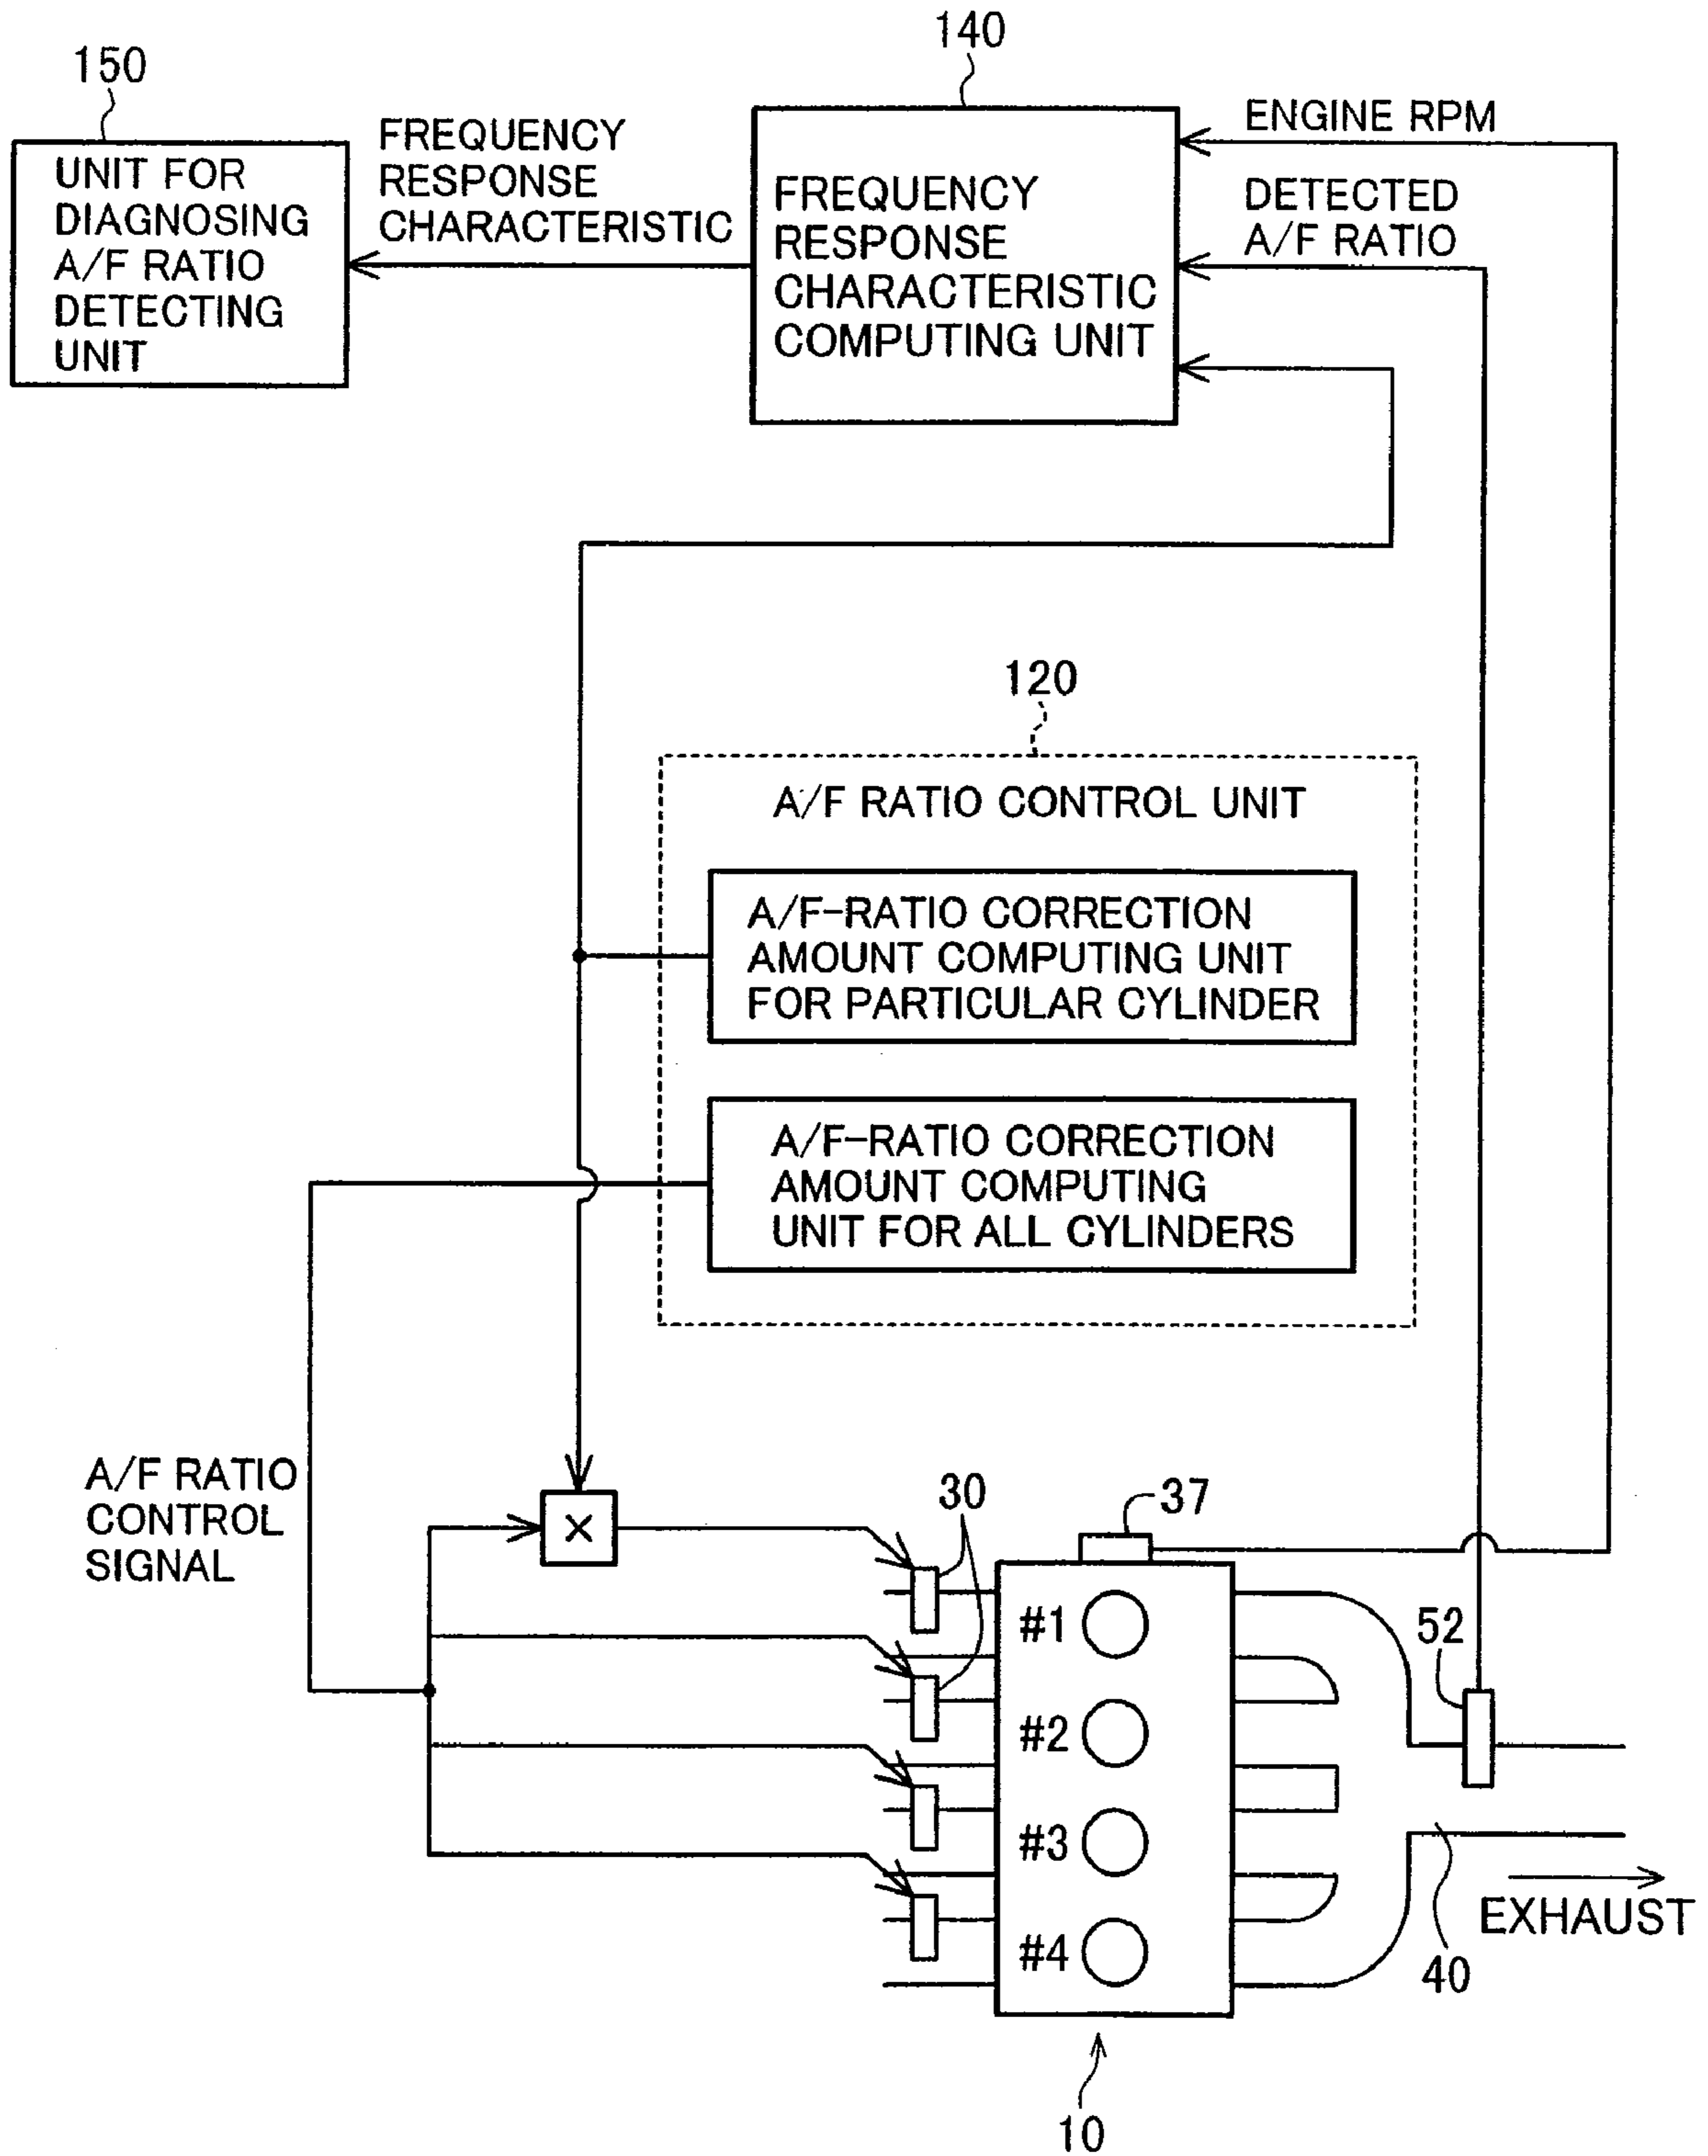 140
150
ENGINE RPM
FREQUENCY
RESPONSE
CHARACTERISTIC
UNIT FOR
DIAGNOSING
A/F RATIO
DETECTING
UNIT
FREQUENCY
RESPONSE
CHARACTERISTIC
COMPUTING UNIT
DETECTED
A/F RATIO
120
A/F RATIO CONTROL UNIT
A/F-RATIO CORRECTION
AMOUNT COMPUTING UNIT
FOR PARTICULAR CYLINDER
A/F-RATIO CORRECTION
AMOUNT COMPUTING
UNIT FOR ALL CYLINDERS
A/F RATIO
CONTROL
SIGNAL
×
30
37
52
#1
#2
#3
#4
EXHAUST
40
10